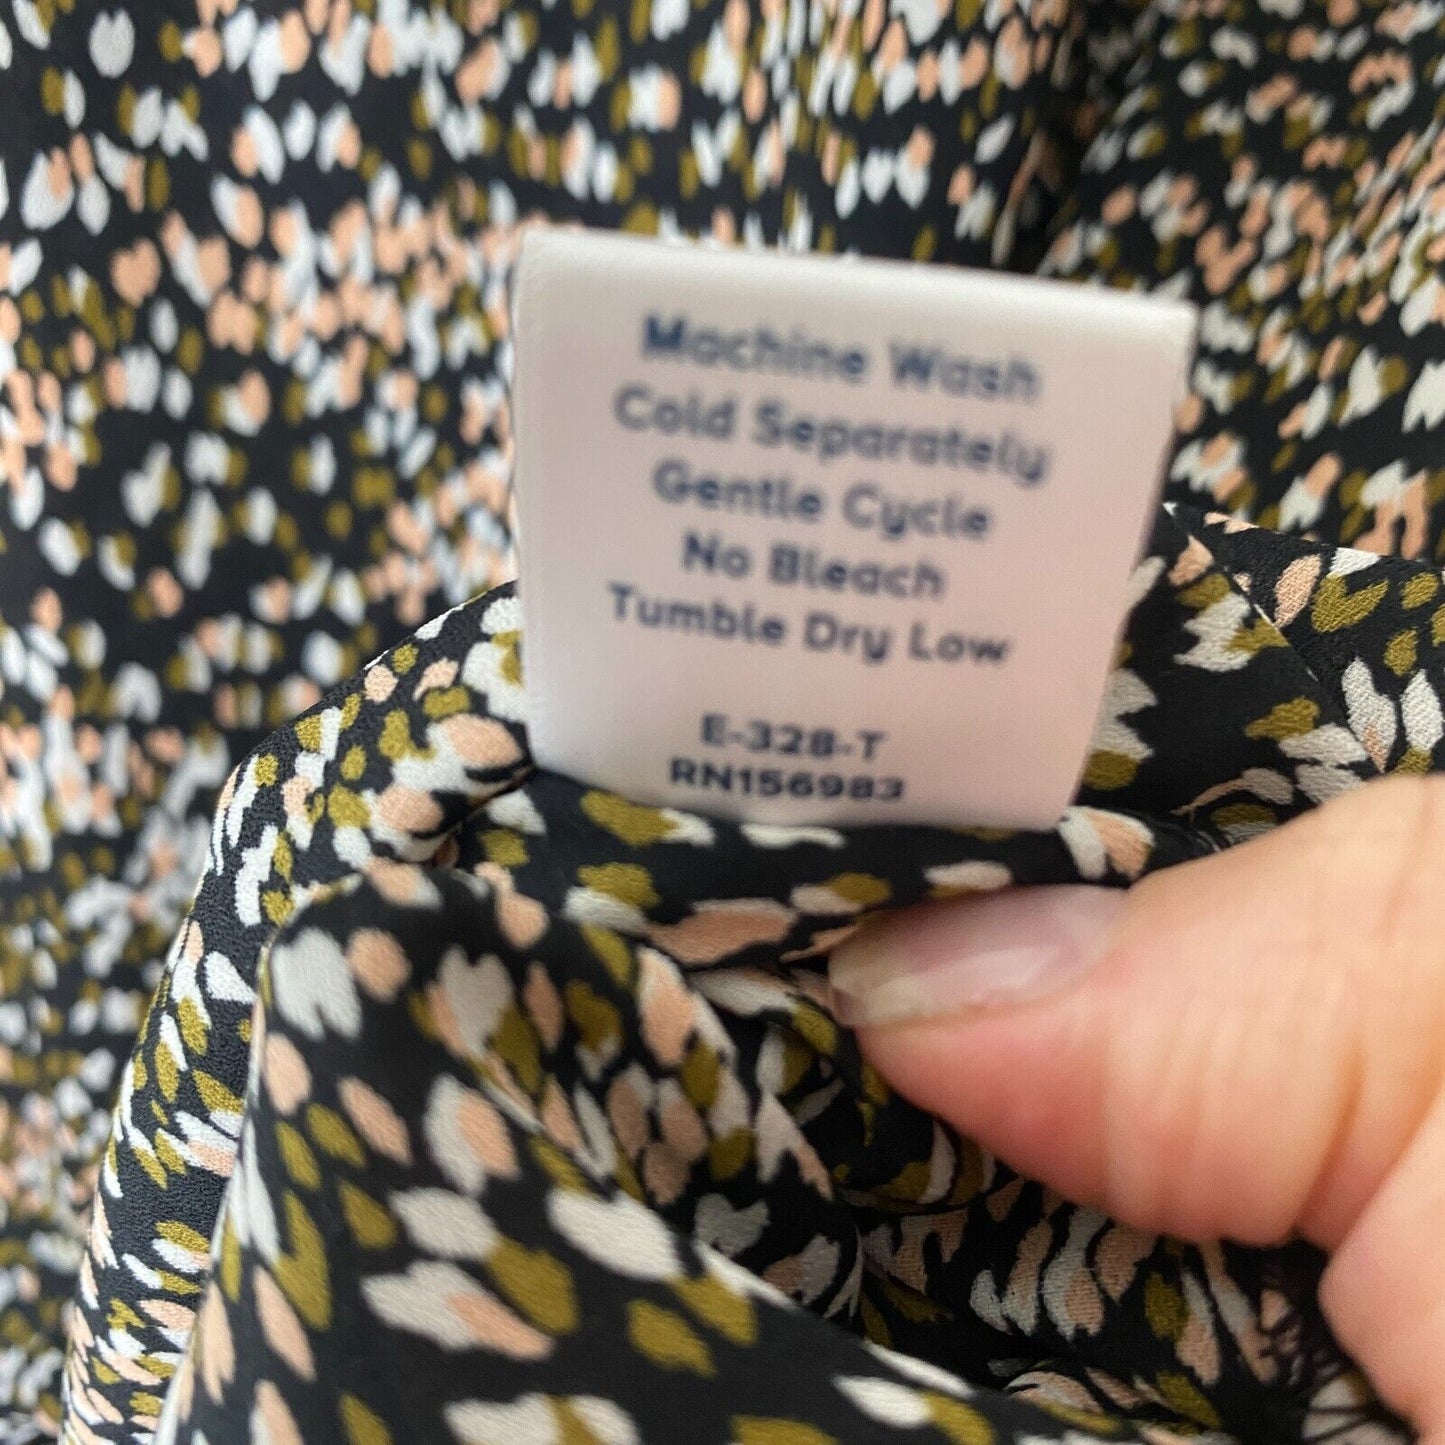 Machine Wash
Cold Separately
Gentle Cycle
No Bleach
Tumble Dry Low
E-328-T
RN156983